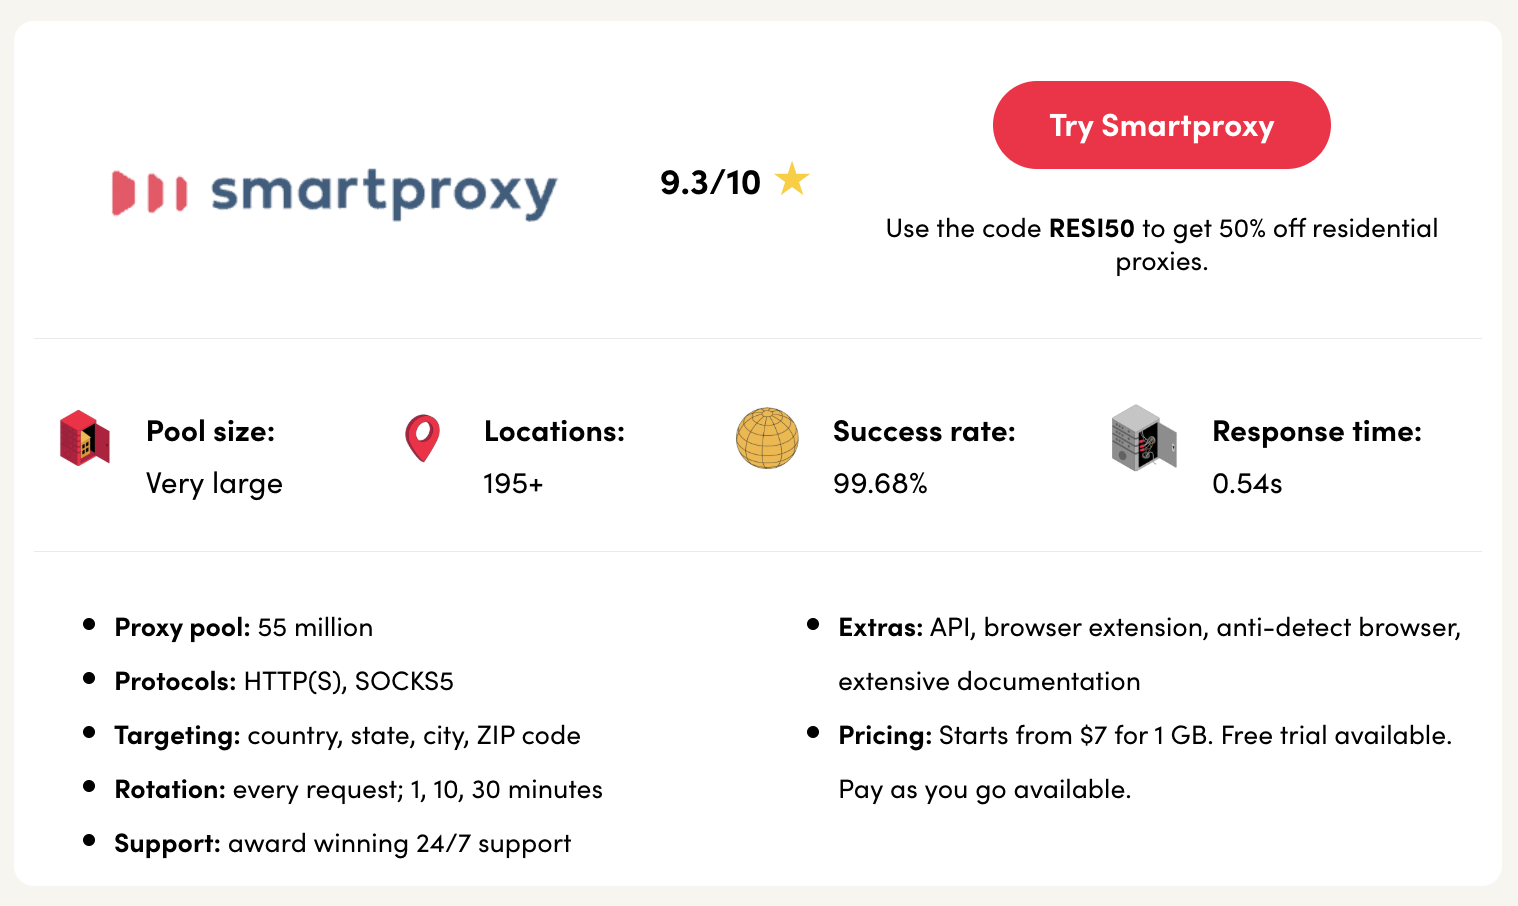 smartproxy
9.3/10
Try Smartproxy
Use the code RESI50 to get 50% off residential
proxies.
Pool size:
Very large
Locations:
195+
Success rate:
99.68%
Response time:
0.54s
• Proxy pool: 55 million
• Protocols: HTTP(S), SOCKS5
• Targeting: country, state, city, ZIP code
• Rotation: every request; 1, 10, 30 minutes
• Support: award winning 24/7 support
• Extras: API, browser extension, anti-detect browser,
extensive documentation
• Pricing: Starts from $7 for 1 GB. Free trial available.
Pay as you go available.